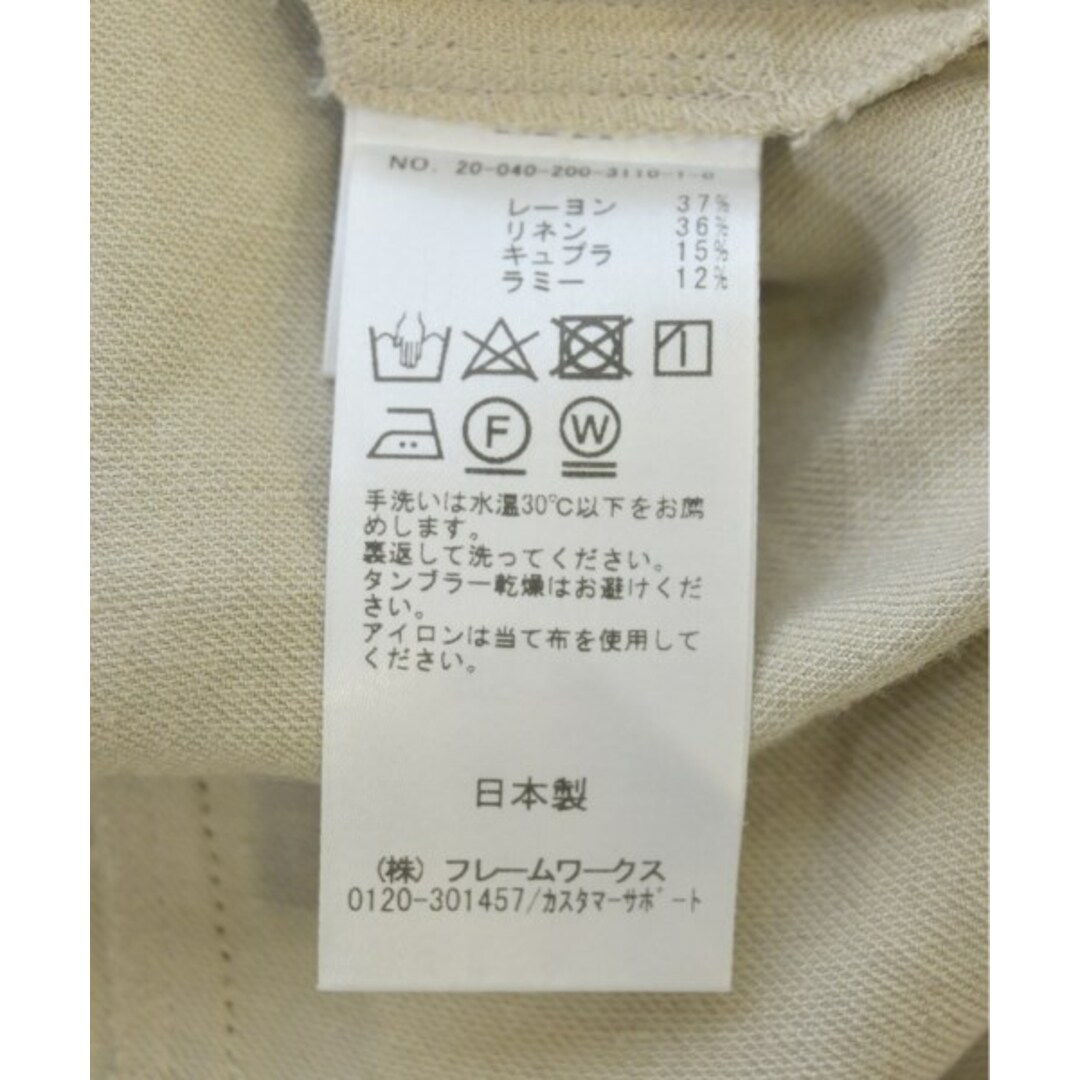 NO. 20-040-200-3110-1-0
レーヨン 37%
リネン 36%
キュプラ 15%
ラミー 12%
F W
手洗いは水温30℃以下をお薦
めします。
裏返して洗ってください。
タンブラー乾燥はお避けくだ
さい。
アイロンは当て布を使用して
ください。
日本製
(株)フレームワークス
0120-301457/カスタマーサポート